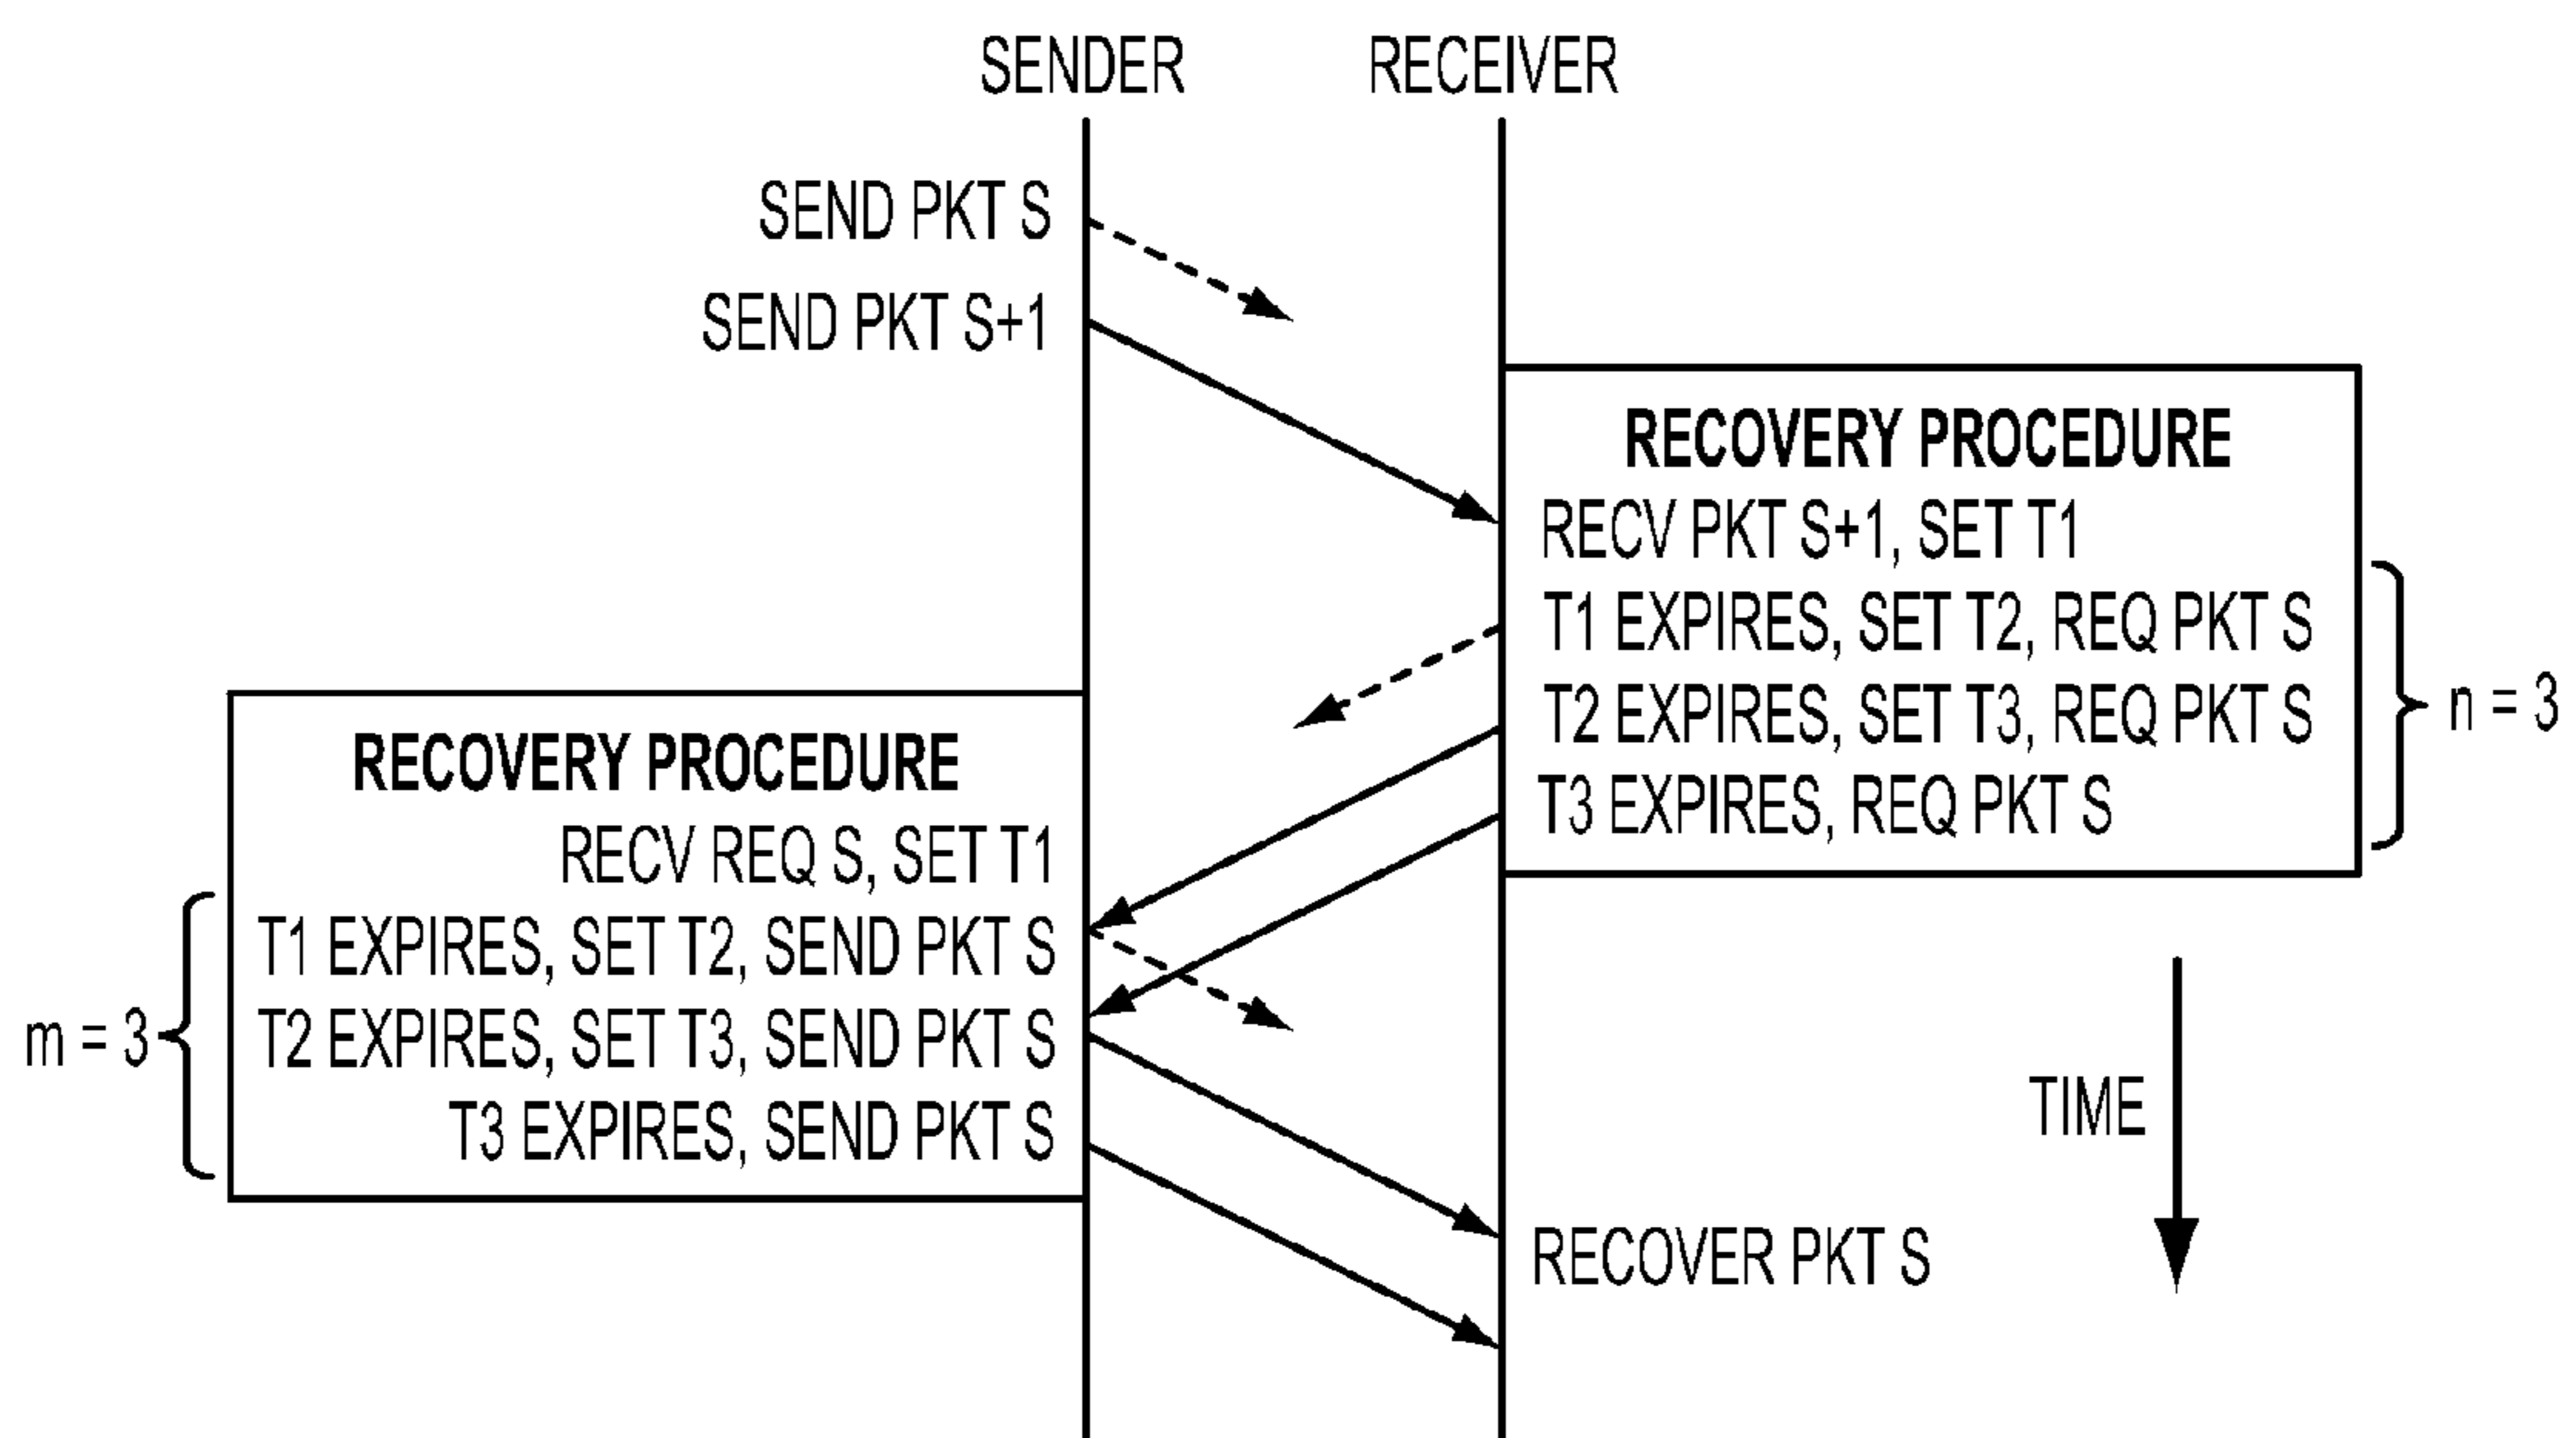 SENDER
RECEIVER
SEND PKT S
SEND PKT S+1
RECOVERY PROCEDURE
RECV PKT S+1, SET T1
T1 EXPIRES, SET T2, REQ PKT S
T2 EXPIRES, SET T3, REQ PKT S
T3 EXPIRES, REQ PKT S
n = 3
RECOVERY PROCEDURE
RECV REQ S, SET T1
T1 EXPIRES, SET T2, SEND PKT S
T2 EXPIRES, SET T3, SEND PKT S
T3 EXPIRES, SEND PKT S
m = 3
TIME
RECOVER PKT S